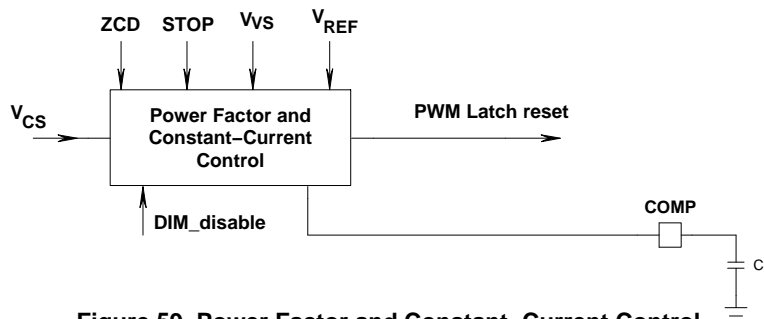 ZCD STOP VVS VREF
VCS
Power Factor and
Constant−Current
Control
PWM Latch reset
DIM_disable
COMP
C
Figure 59. Power Factor and Constant−Current Control